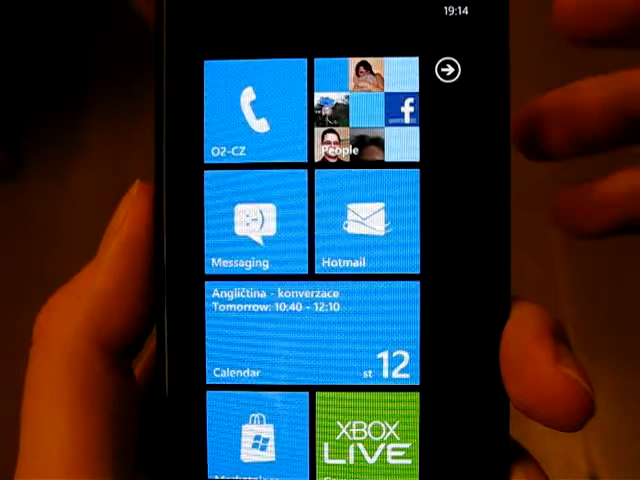 19:14
O2-CZ
People
f
Messaging
Hotmail
Angličtina - konverzace
Tomorrow: 10:40 - 12:10
Calendar
st 12
XBOX
LIVE
Marketplace